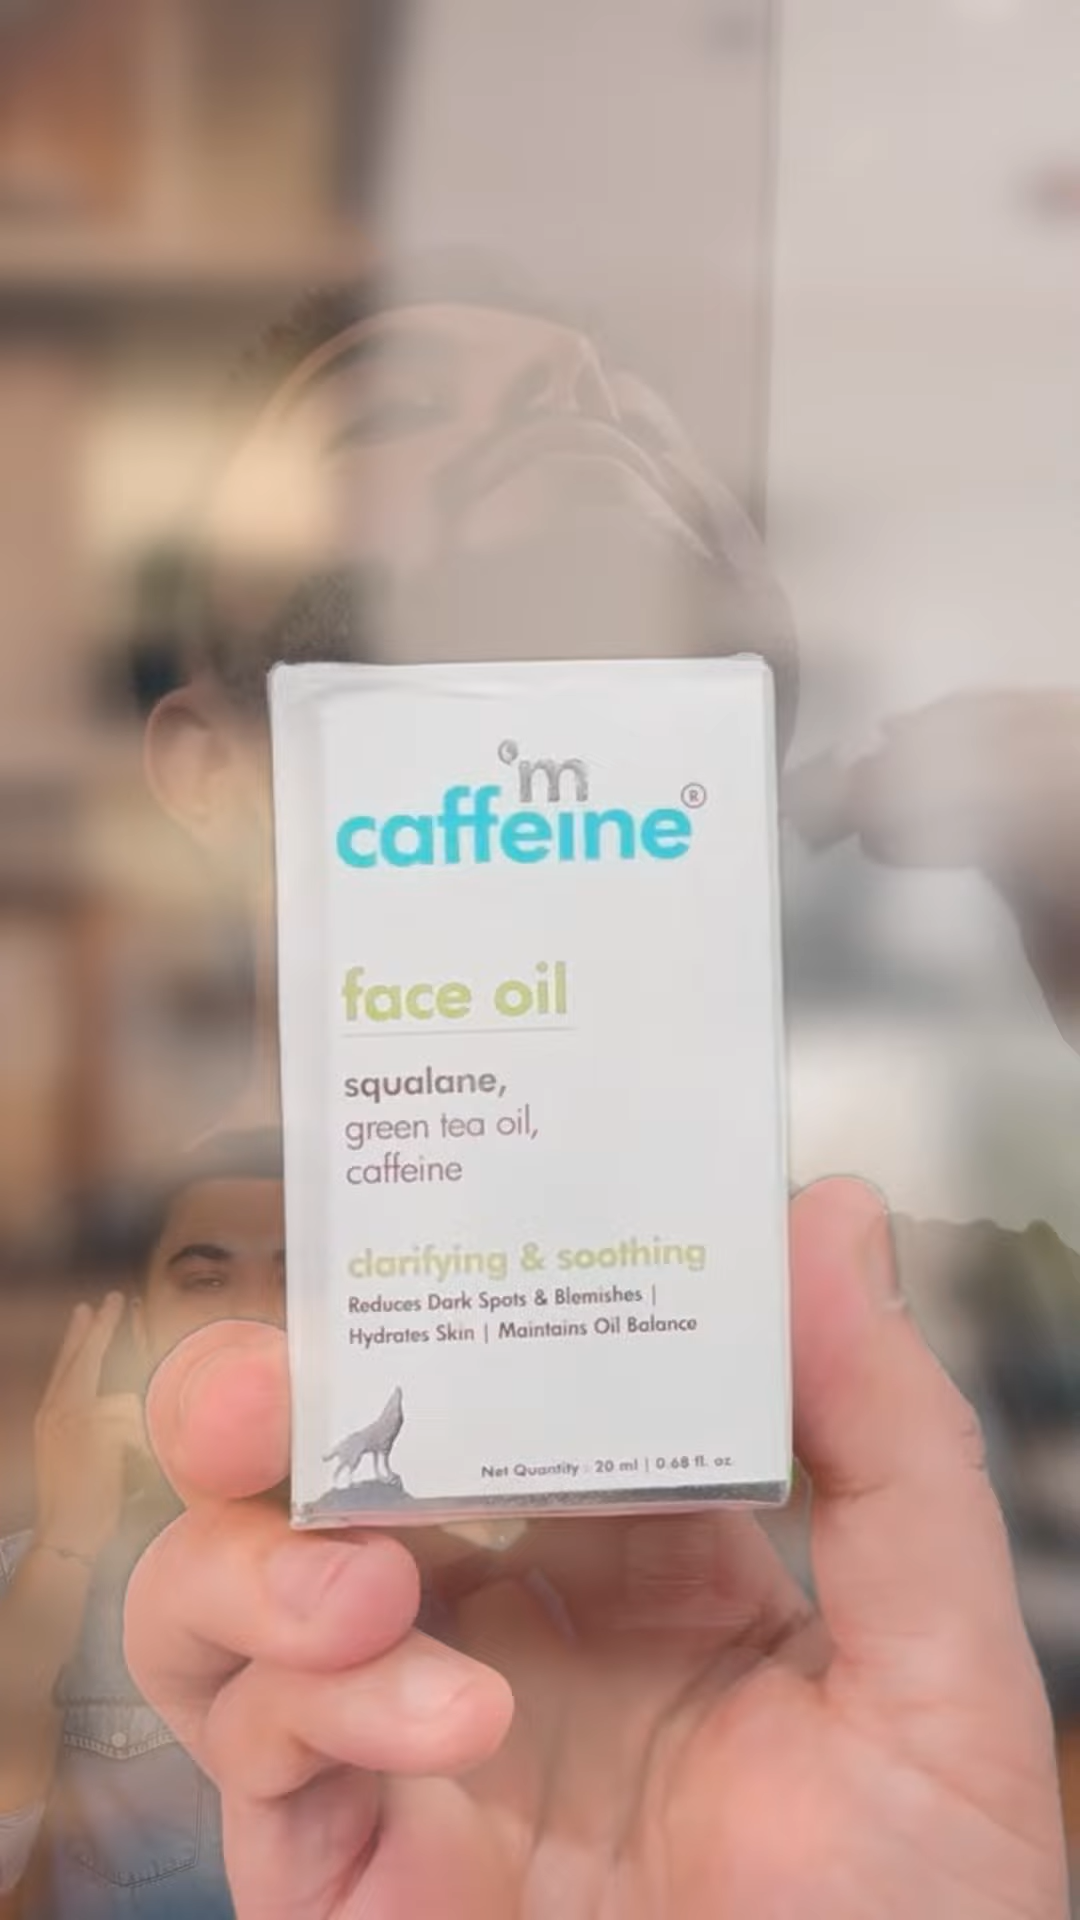 'm
caffeine®
face oil
squalane,
green tea oil,
caffeine
clarifying & soothing
Reduces Dark Spots & Blemishes |
Hydrates Skin | Maintains Oil Balance
Net Quantity : 20 ml | 0.68 fl. oz